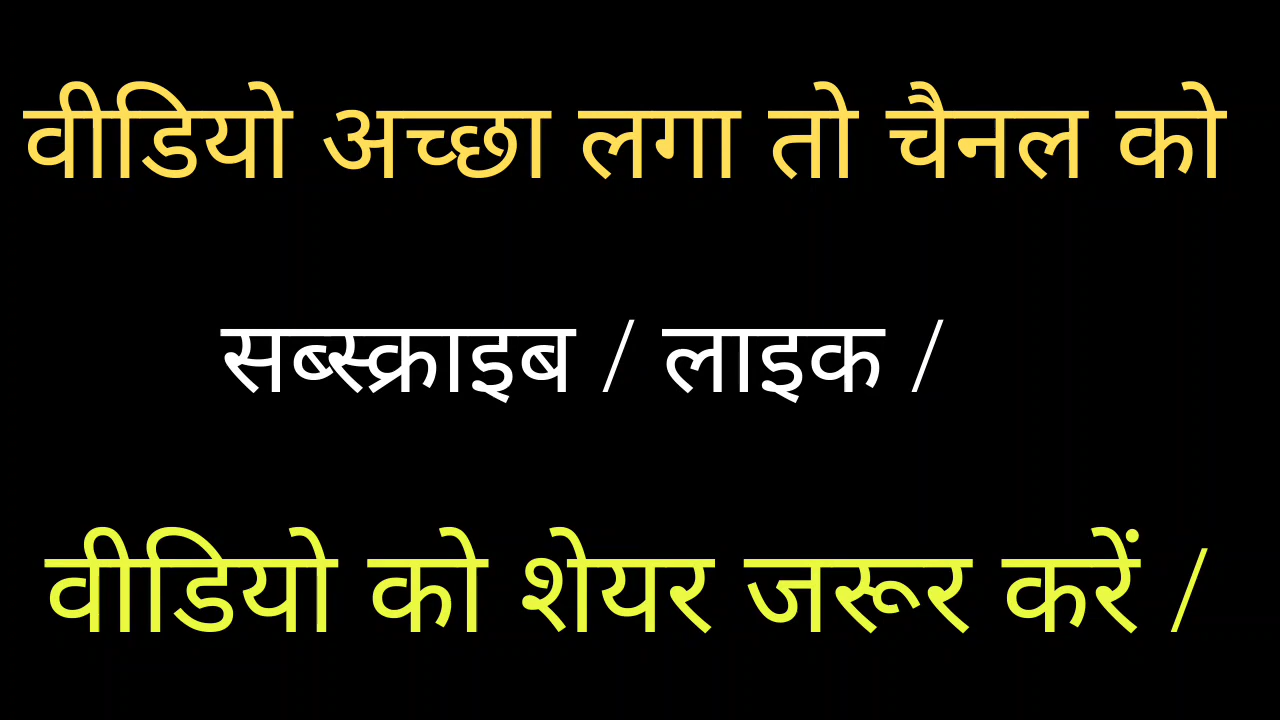 वीडियो अच्छा लगा तो चैनल को
सब्स्क्राइब / लाइक /
वीडियो को शेयर जरूर करें /